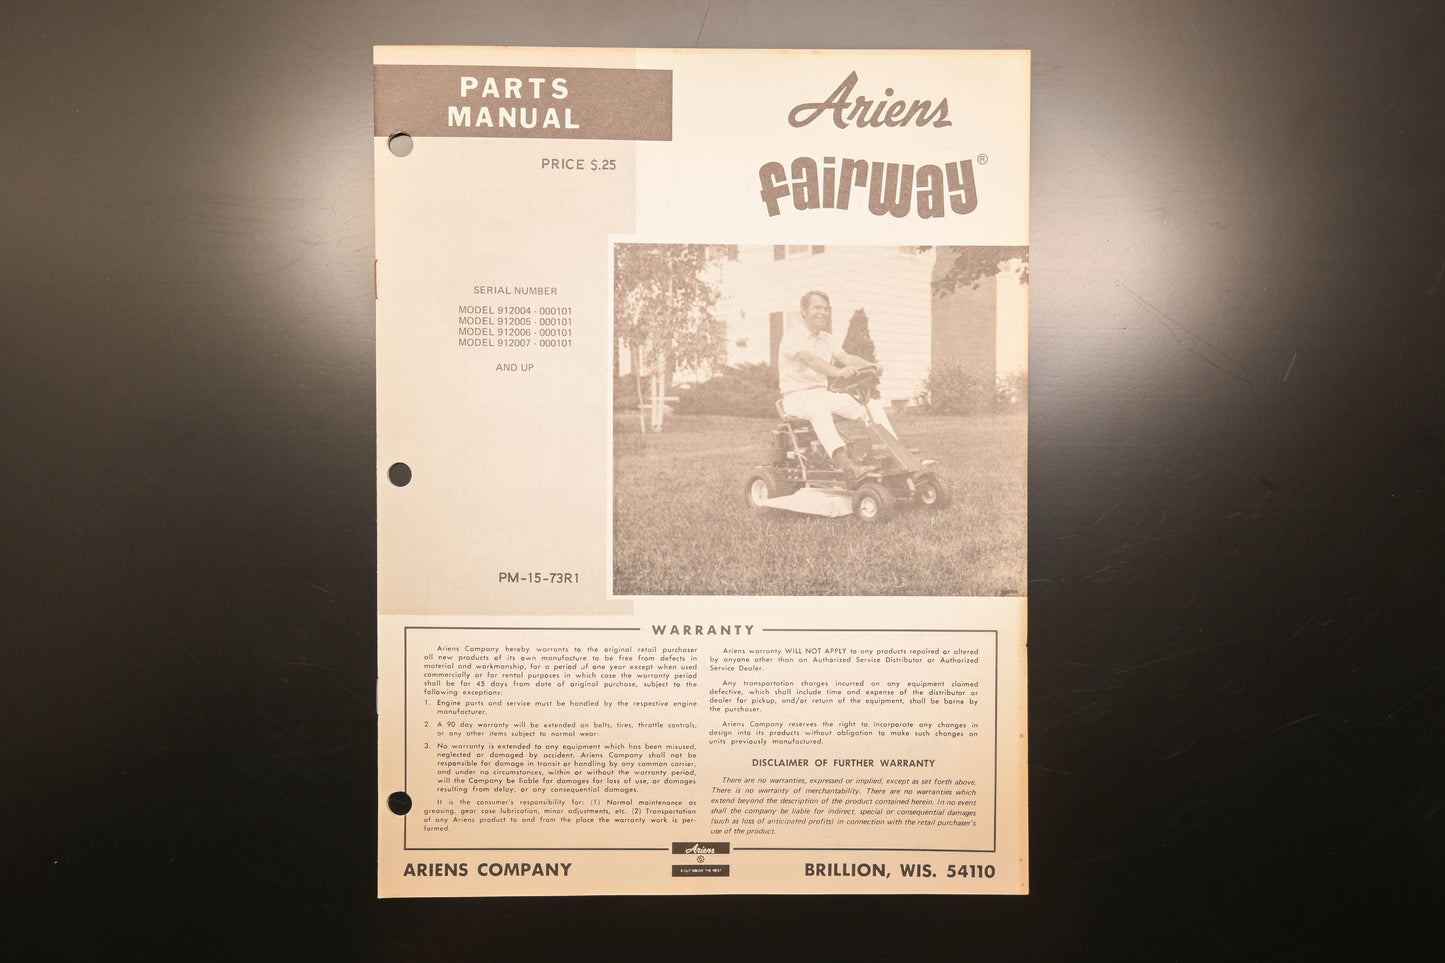 PARTS
MANUAL
PRICE $.25
Ariens
fairway®
SERIAL NUMBER
MODEL 912004 - 000101
MODEL 912005 - 000101
MODEL 912006 - 000101
MODEL 912007 - 000101
AND UP
PM-15-73R1
WARRANTY
Ariens Company hereby warrants to the original retail purchaser
all new products of its own manufacture to be free from defects in
material and workmanship, for a period of one year except when used
commercially or for rental purposes in which case the warranty period
shall be for 45 days from date of original purchase, subject to the
following exceptions:
1. Engine parts and service must be handled by the respective engine
manufacturer.
2. A 90 day warranty will be extended on belts, tires, throttle controls,
or any other items subject to normal wear.
3. No warranty is extended to any equipment which has been misused,
neglected or damaged by accident. Ariens Company shall not be
responsible for damage in transit or handling by any common carrier,
and under no circumstances, within or without the warranty period,
will the Company be liable for damages for loss of use, or damages
resulting from delay, or any consequential damages.
It is the consumer's responsibility for: (1) Normal maintenance as
greasing, gear case lubrication, minor adjustments, etc. (2) Transportation
of any Ariens product to and from the place the warranty work is per-
formed.
Ariens warranty WILL NOT APPLY to any products repaired or altered
by anyone other than an Authorized Service Distributor or Authorized
Service Dealer.
Any transportation charges incurred on any equipment claimed
defective, which shall include time and expense of the distributor or
dealer for pickup, and/or return of the equipment, shall be borne by
the purchaser.
Ariens Company reserves the right to incorporate any changes in
design into its products without obligation to make such changes on
units previously manufactured.
DISCLAIMER OF FURTHER WARRANTY
There are no warranties, expressed or implied, except as set forth above.
There is no warranty of merchantability. There are no warranties which
extend beyond the description of the product contained herein. In no event
shall the company be liable for indirect, special or consequential damages
(such as loss of anticipated profits) in connection with the retail purchaser's
use of the product.
ARIENS COMPANY
Ariens
A CUT ABOVE THE REST
BRILLION, WIS. 54110